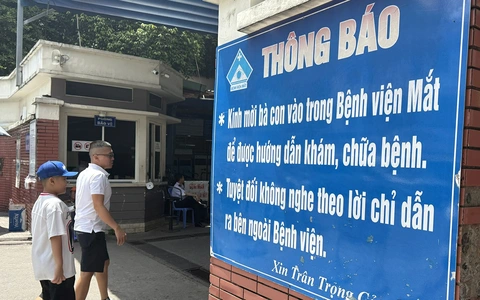 THÔNG BÁO
* Kính mời bà con vào trong Bệnh viện Mắt
để được hướng dẫn khám, chữa bệnh.
* Tuyệt đối không nghe theo lời chỉ dẫn
ra bên ngoài Bệnh viện.
Xin Trân Trọng